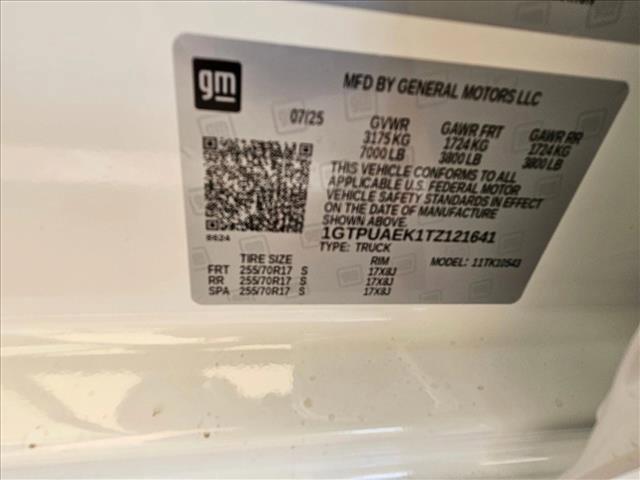 gm
MFD BY GENERAL MOTORS LLC
07/25 GVWR GAWR FRT GAWR RR
3175 KG 1724 KG 1724 KG
7000 LB 3800 LB 3800 LB
THIS VEHICLE CONFORMS TO ALL
APPLICABLE U.S. FEDERAL MOTOR
VEHICLE SAFETY STANDARDS IN EFFECT
ON THE DATE OF MANUFACTURE
SHOWN ABOVE.
1GTPUAEK1TZ121641
6624 TYPE: TRUCK MODEL: 11TK10543
TIRE SIZE RIM
FRT 255/70R17 S 17X8J
RR 255/70R17 S 17X8J
SPA 255/70R17 S 17X8J